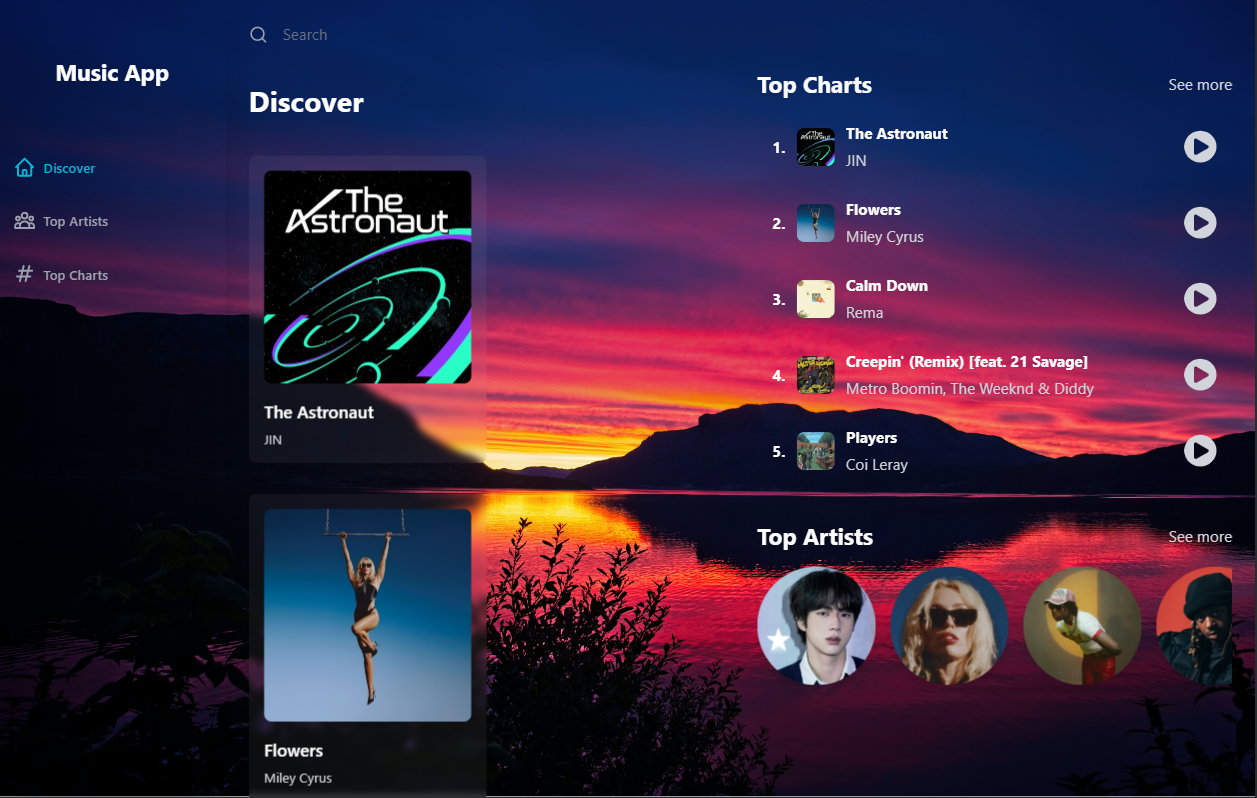 Search
Music App
Discover
Top Artists
Top Charts
Discover
The
Astronaut
The Astronaut
JIN
Flowers
Miley Cyrus
Top Charts
See more
1.
The Astronaut
JIN
2.
Flowers
Miley Cyrus
3.
Calm Down
Rema
4.
Creepin' (Remix) [feat. 21 Savage]
Metro Boomin, The Weeknd & Diddy
5.
Players
Coi Leray
Top Artists
See more